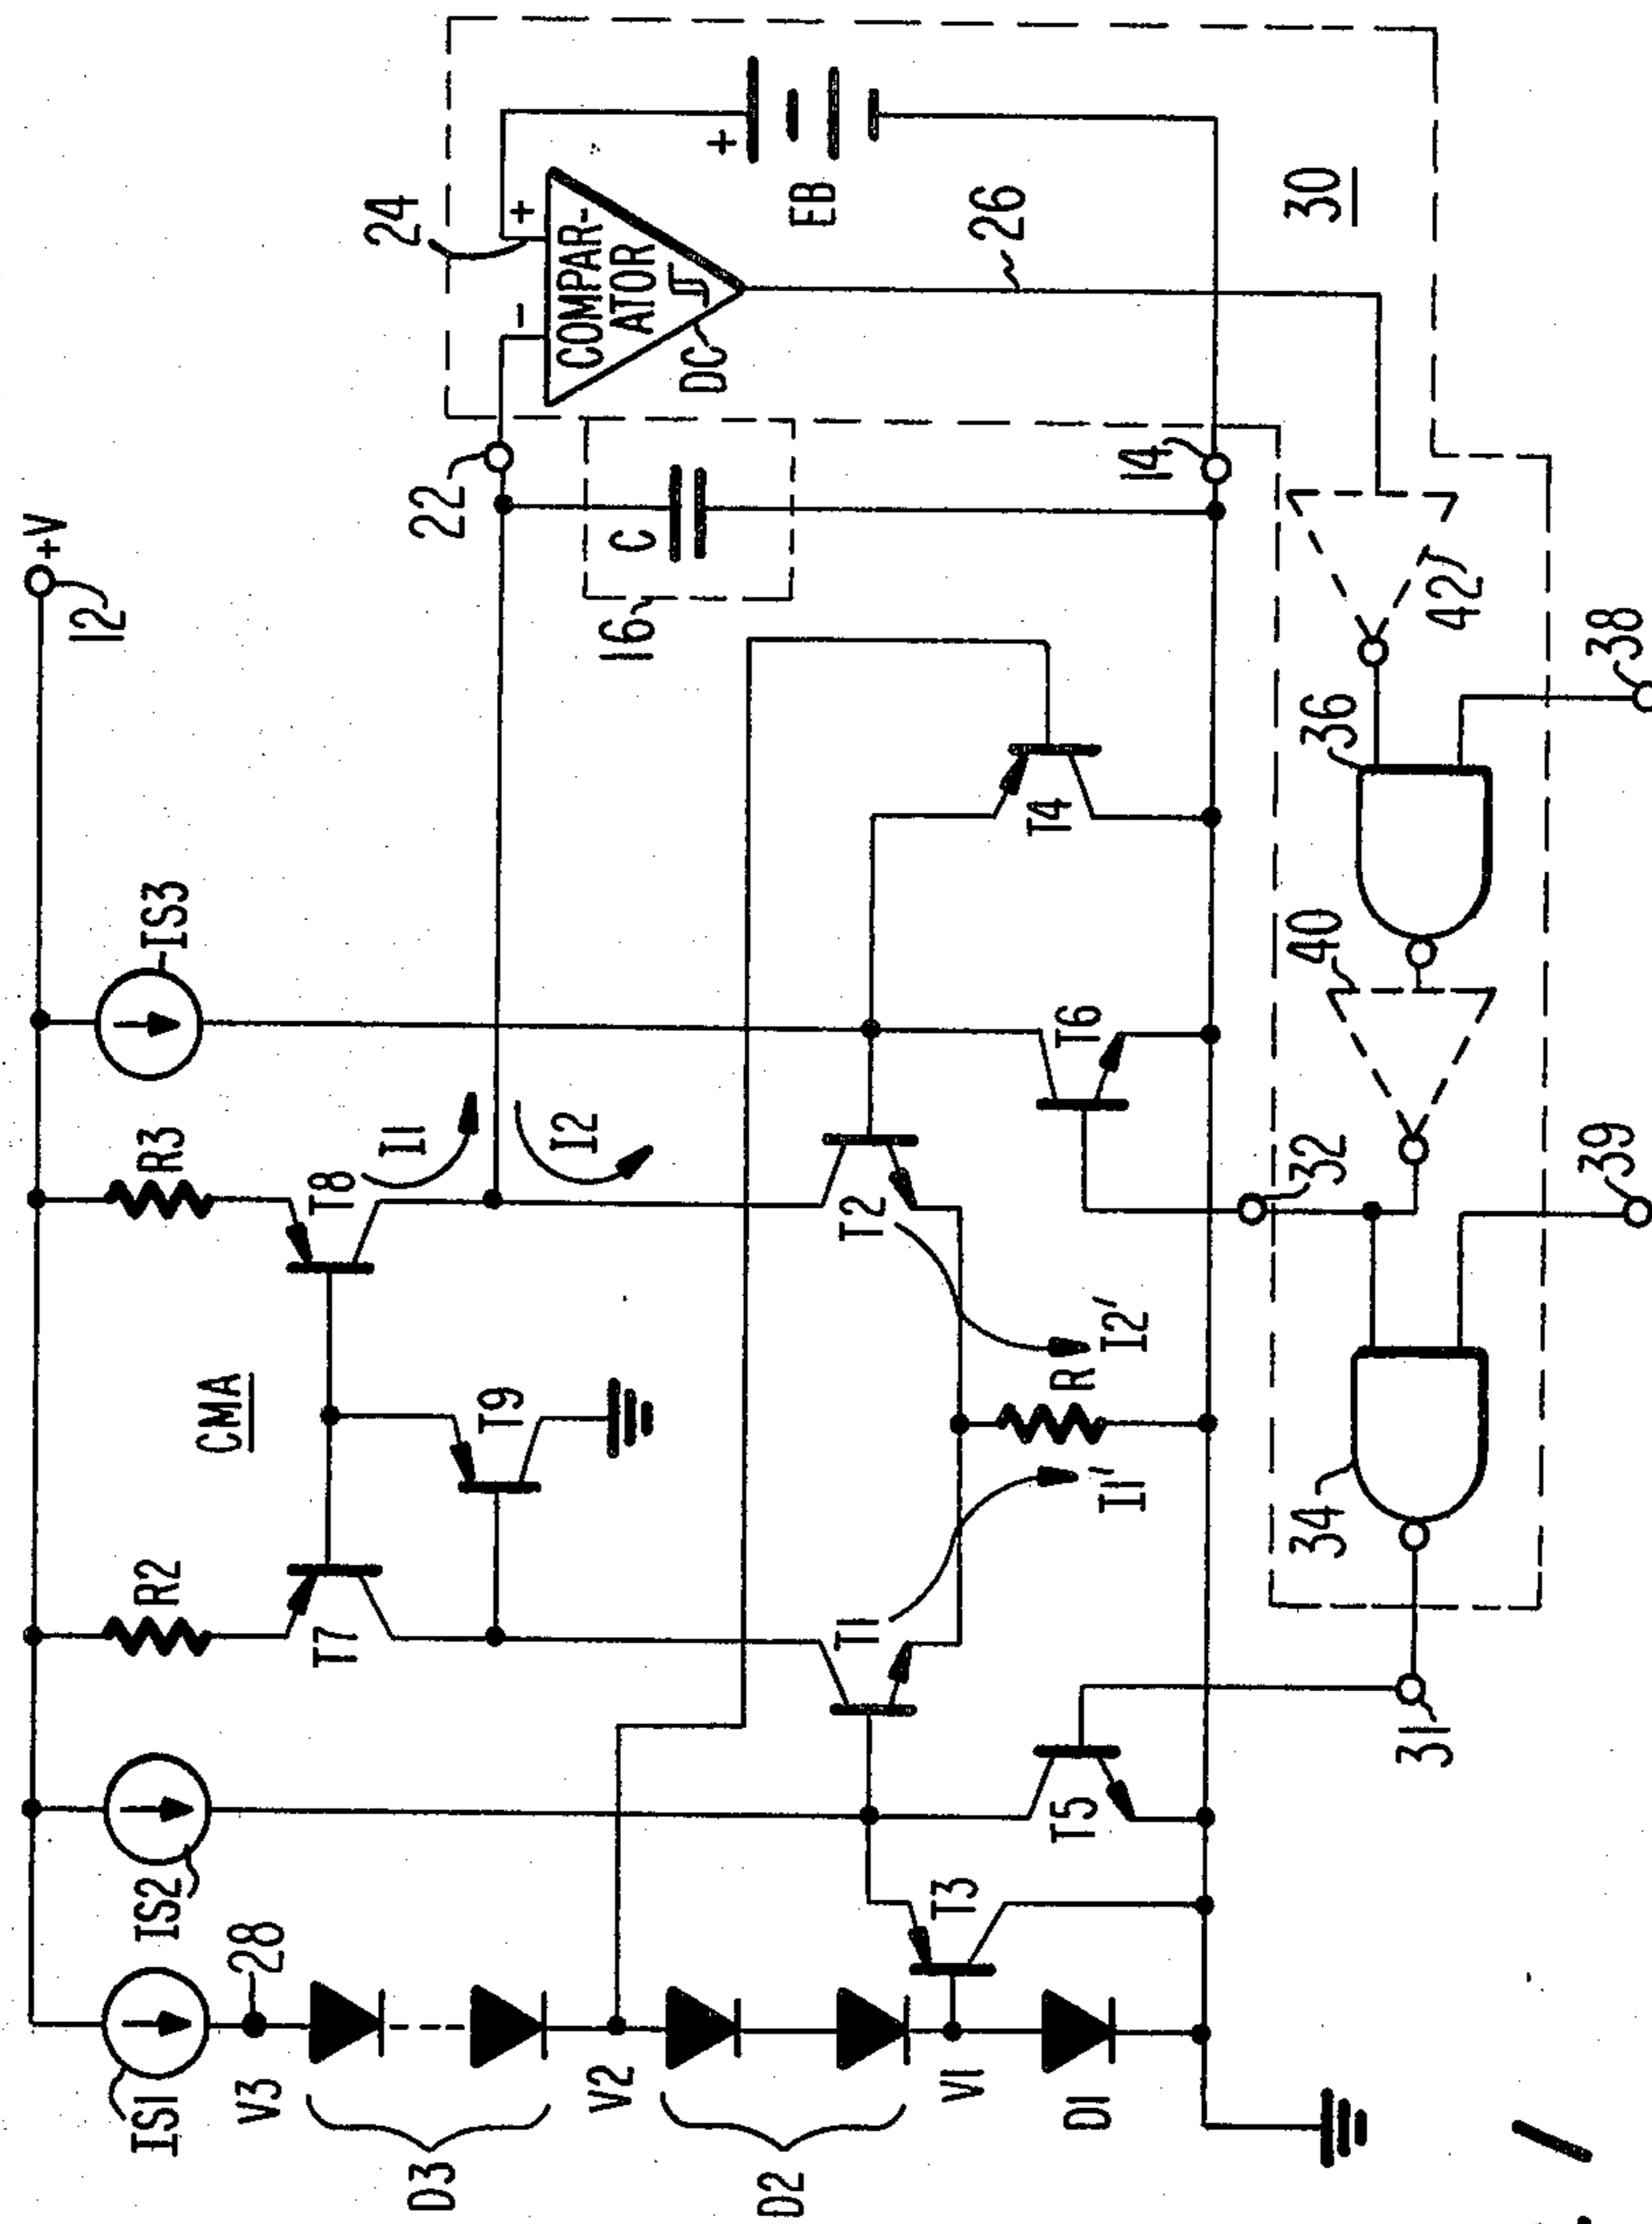 12
+V
IS1
IS2
R2
R3
IS3
V3
28
CMA
T7
T8
I1
24
22
D3
T9
I2
-
+
COMPAR-
ATOR
DC
V2
C
16
+
EB
D2
T1
T2
V1
T3
26
D1
T5
I1'
R
I2'
T6
T4
14
31
34
32
40
36
30
42
39
38